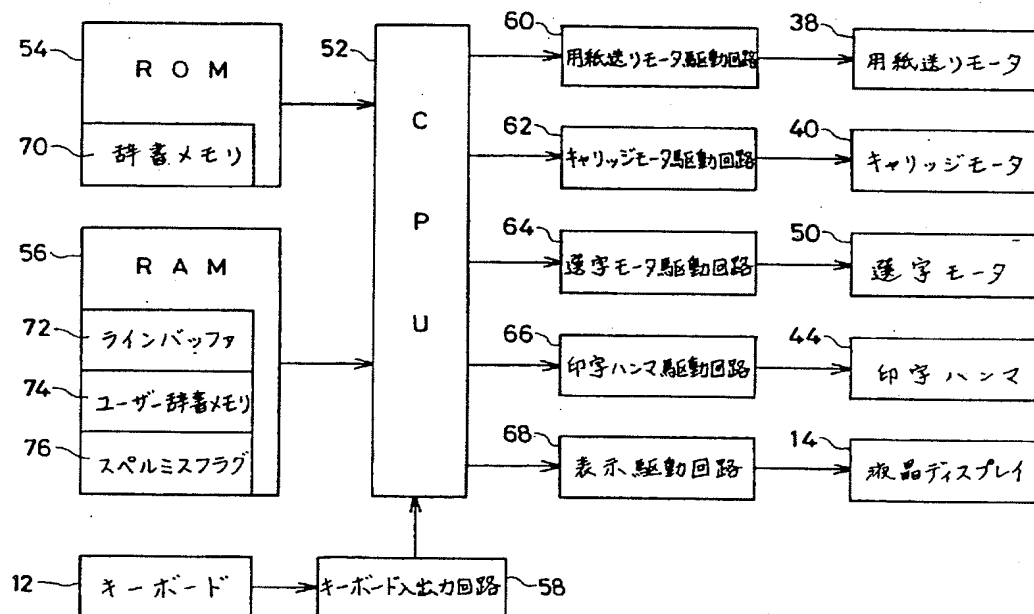 54
ROM
70
辞書メモリ
56
RAM
72
ラインバッファ
74
ユーザー辞書メモリ
76
スペルミスフラグ
12
キーボード
キーボード入出力回路
58
52
CPU
60
用紙送りモータ駆動回路
38
用紙送りモータ
62
キャリッジモータ駆動回路
40
キャリッジモータ
64
選字モータ駆動回路
50
選字モータ
66
印字ハンマ駆動回路
44
印字ハンマ
68
表示駆動回路
14
液晶ディスプレイ